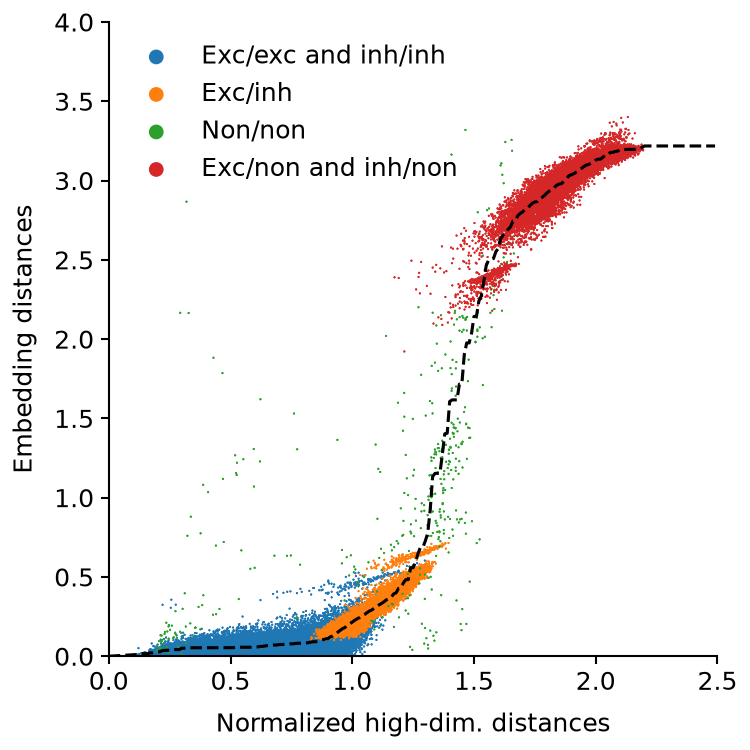 4.0
3.5
3.0
2.5
2.0
1.5
1.0
0.5
0.0
Embedding distances
Exc/exc and inh/inh
Exc/inh
Non/non
Exc/non and inh/non
0.0 0.5 1.0 1.5 2.0 2.5
Normalized high-dim. distances